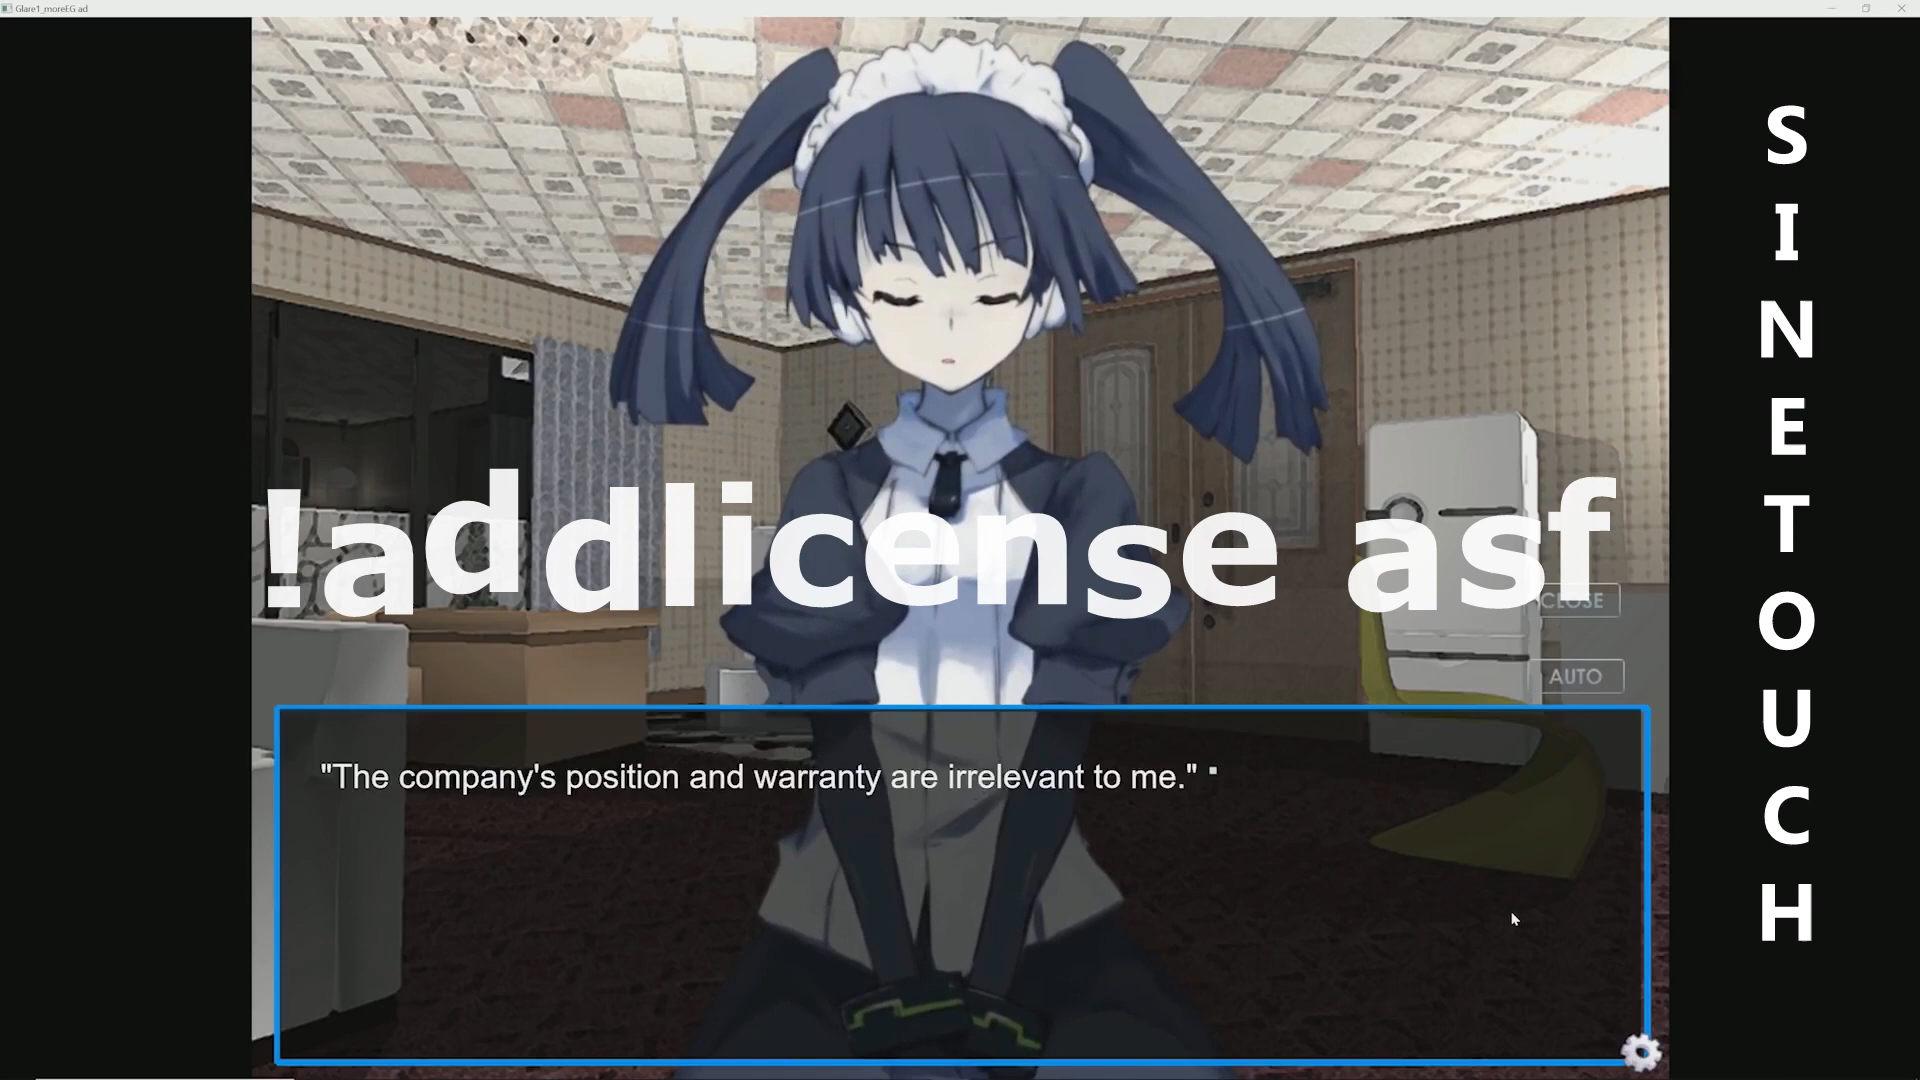 Glare1_moreEG ad
!addlicense asf
CLOSE
AUTO
"The company's position and warranty are irrelevant to me."
S
I
N
E
T
O
U
C
H